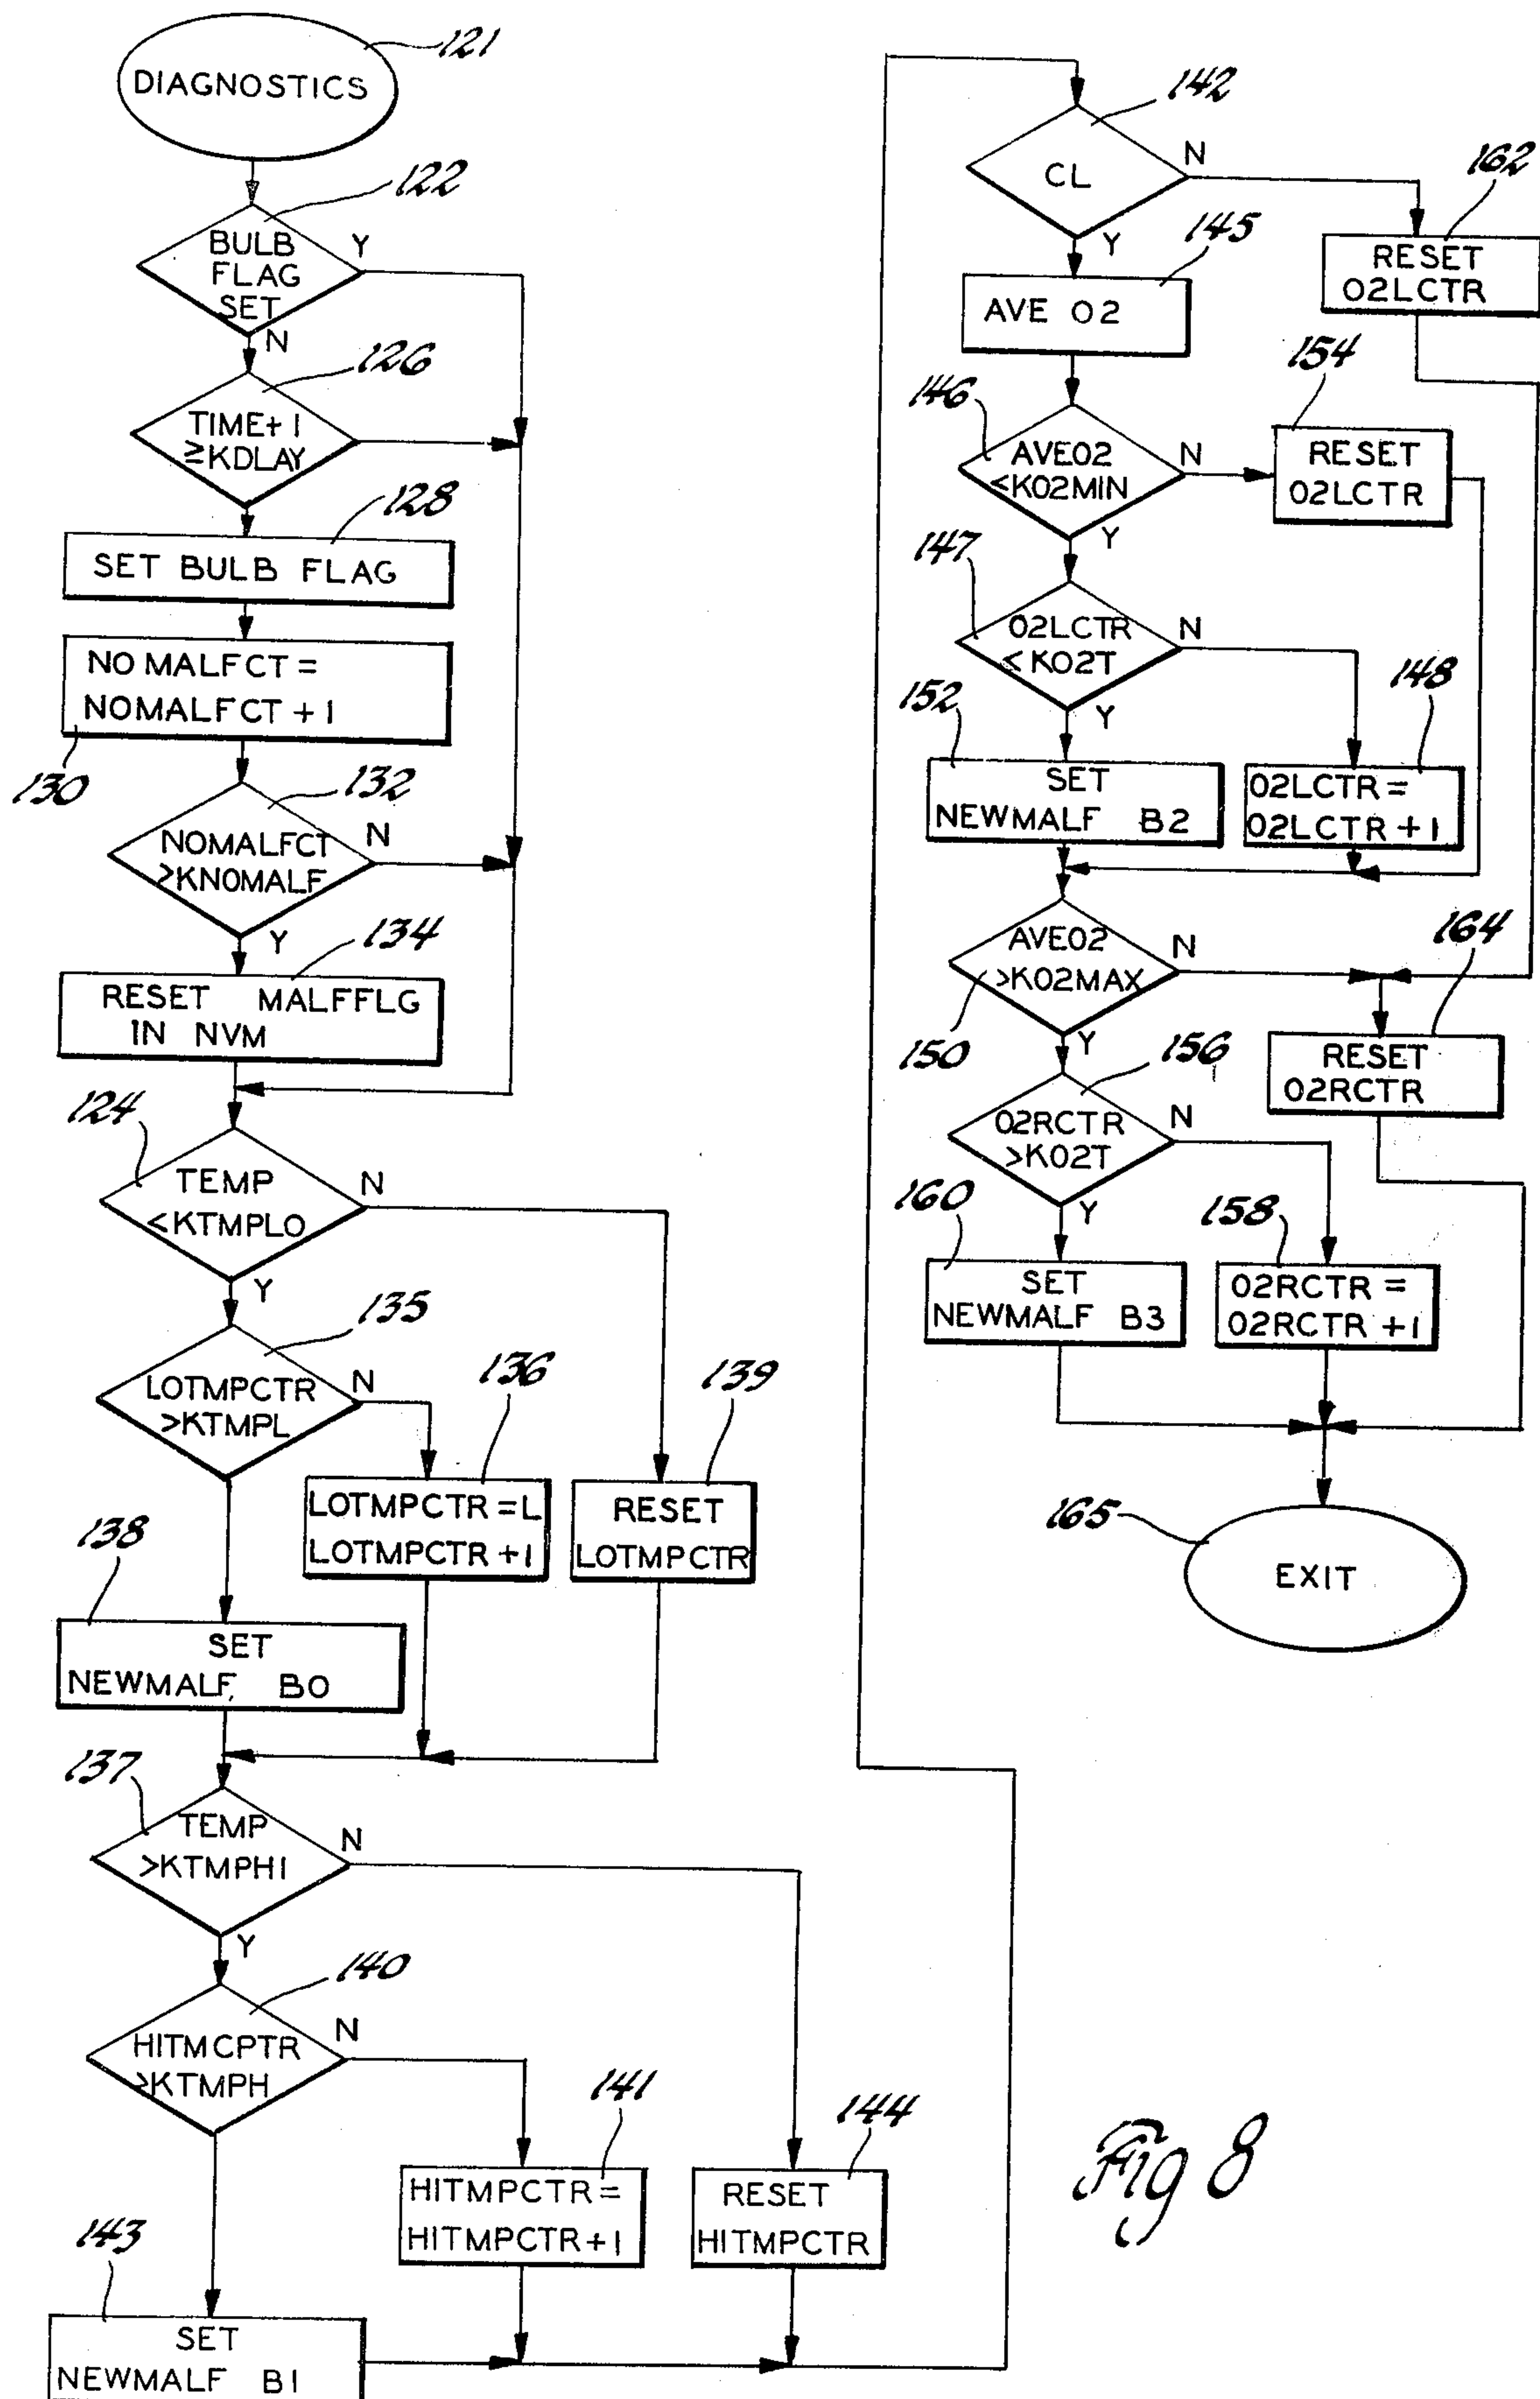 DIAGNOSTICS
121
122
BULB
FLAG
SET
Y
N
126
TIME+1
≥KDLAY
128
SET BULB FLAG
NO MALFCT =
NOMALFCT +1
130
132
NOMALFCT
>KNOMALF
N
Y
134
RESET MALFFLG
IN NVM
124
TEMP
<KTMPLO
N
Y
135
LOTMPCTR
>KTMPL
N
136
LOTMPCTR =L
LOTMPCTR +1
139
RESET
LOTMPCTR
138
SET
NEWMALF, B0
137
TEMP
>KTMPHI
N
Y
140
HITMCPTR
≥KTMPH
N
141
HITMPCTR =
HITMPCTR+1
144
RESET
HITMPCTR
143
SET
NEWMALF B1
142
CL
N
Y
162
RESET
02LCTR
145
AVE 02
146
AVE02
<K02MIN
N
Y
154
RESET
02LCTR
147
02LCTR
<K02T
N
Y
148
02LCTR =
02LCTR +1
152
SET
NEWMALF B2
AVE02
>K02MAX
N
Y
150
164
RESET
02RCTR
156
02RCTR
>K02T
N
Y
158
02RCTR =
02RCTR +1
160
SET
NEWMALF B3
165
EXIT
Fig 8